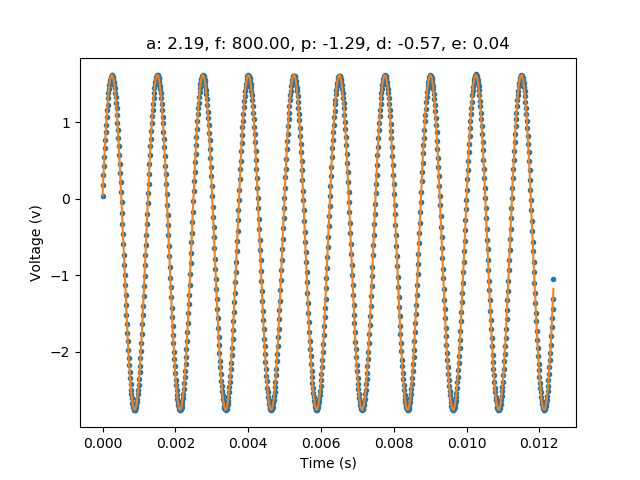 a: 2.19, f: 800.00, p: -1.29, d: -0.57, e: 0.04
1
0
−1
−2
Voltage (v)
0.000 0.002 0.004 0.006 0.008 0.010 0.012
Time (s)